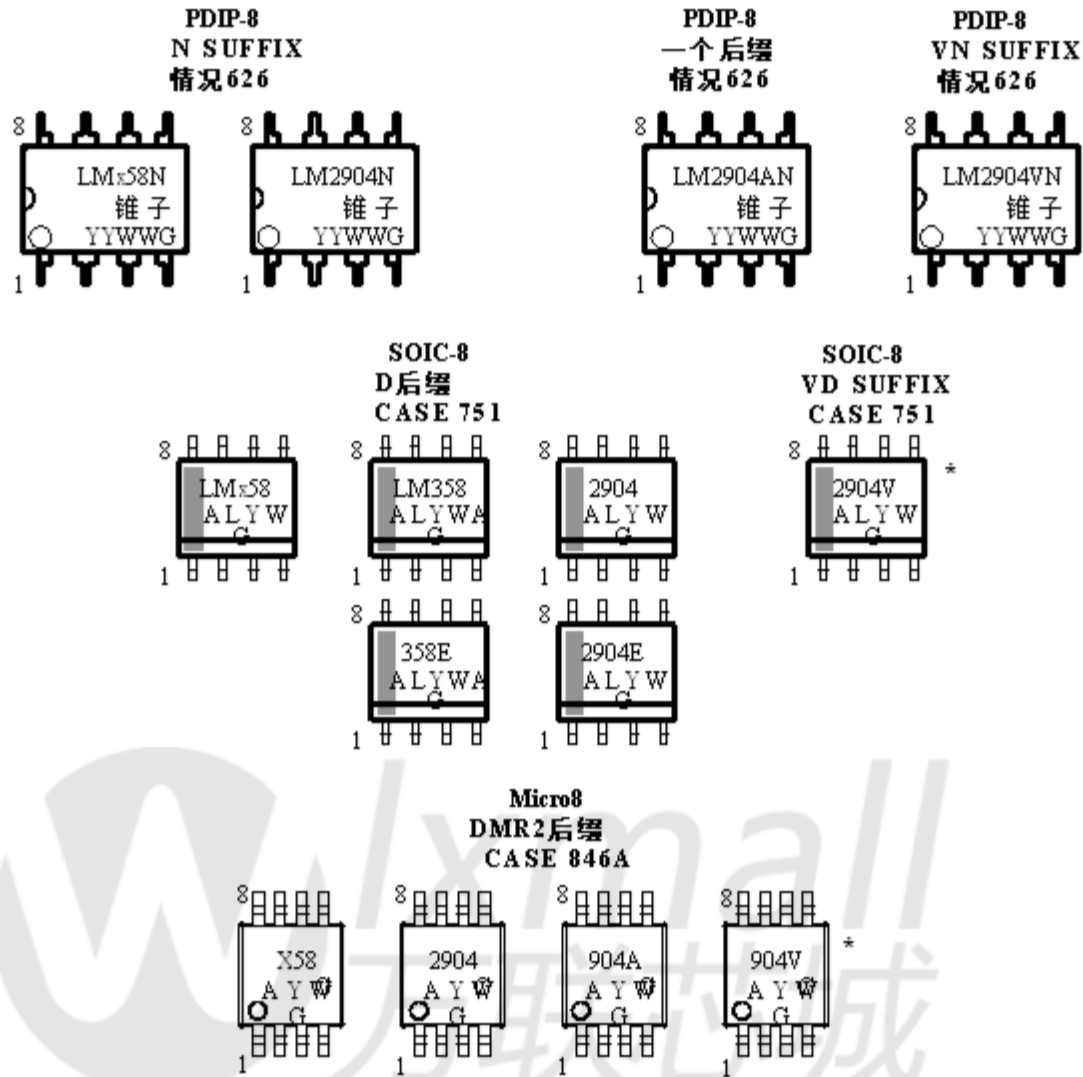 PDIP-8
N SUFFIX
情况626
PDIP-8
一个后缀
情况626
PDIP-8
VN SUFFIX
情况626
8
LMx58N
锥子
YYWWG
1
8
LM2904N
锥子
YYWWG
1
8
LM2904AN
锥子
YYWWG
1
8
LM2904VN
锥子
YYWWG
1
SOIC-8
D后缀
CASE 751
SOIC-8
VD SUFFIX
CASE 751
8
LMx58
ALYW
G
1
8
LM358
ALYWA
G
1
8
2904
ALYW
G
1
8
2904V
ALYW
G
1
*
8
358E
ALYWA
G
1
8
2904E
ALYW
G
1
Micro8
DMR2后缀
CASE 846A
8
X58
AYW
G
1
8
2904
AYW
G
1
8
904A
AYW
G
1
8
904V
AYW
G
1
*
lxmall
万联芯城